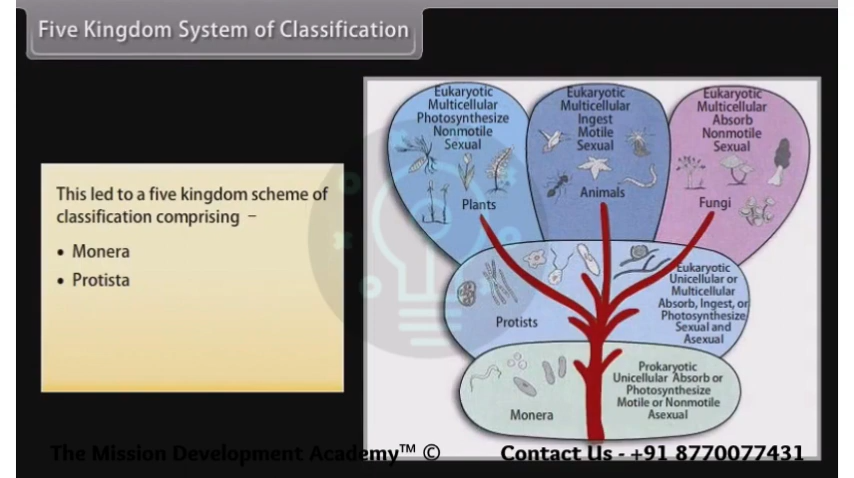 Five Kingdom System of Classification
This led to a five kingdom scheme of
classification comprising –
• Monera
• Protista
Eukaryotic
Multicellular
Photosynthesize
Nonmotile
Sexual
Plants
Eukaryotic
Multicellular
Ingest
Motile
Sexual
Animals
Eukaryotic
Multicellular
Absorb
Nonmotile
Sexual
Fungi
Protists
Eukaryotic
Unicellular or
Multicellular
Absorb, Ingest, or
Photosynthesize
Sexual and
Asexual
Monera
Prokaryotic
Unicellular Absorb or
Photosynthesize
Motile or Nonmotile
Asexual
The Mission Development Academy™ ©
Contact Us - +91 8770077431